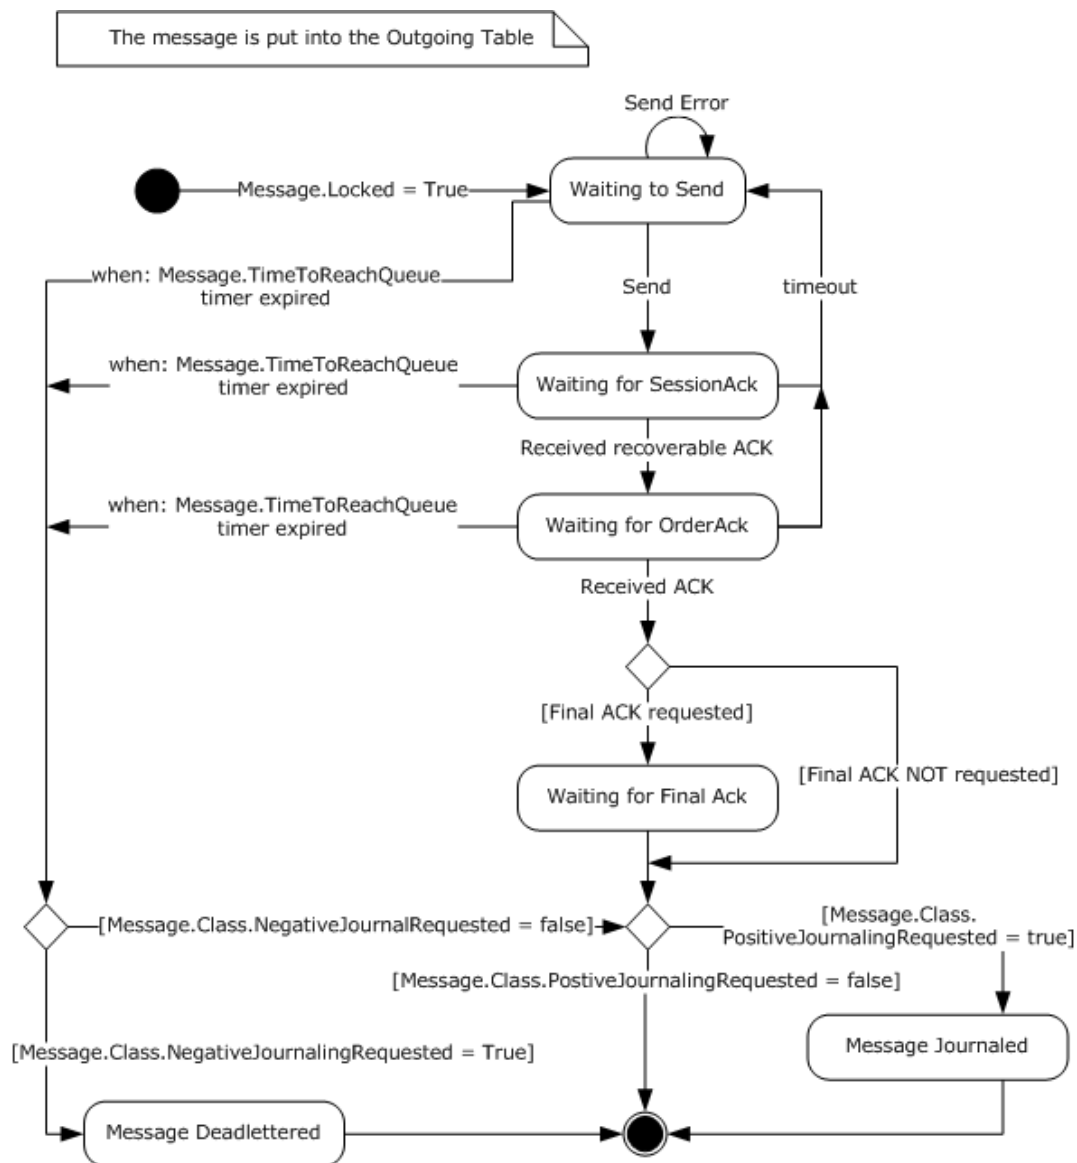 The message is put into the Outgoing Table
Send Error
Waiting to Send
Message.Locked = True
when: Message.TimeToReachQueue
timer expired
Send
timeout
when: Message.TimeToReachQueue
timer expired
Waiting for SessionAck
Received recoverable ACK
when: Message.TimeToReachQueue
timer expired
Waiting for OrderAck
Received ACK
[Final ACK requested]
[Final ACK NOT requested]
Waiting for Final Ack
[Message.Class.NegativeJournalRequested = false]
[Message.Class.
PositiveJournalingRequested = true]
[Message.Class.PostiveJournalingRequested = false]
[Message.Class.NegativeJournalingRequested = True]
Message Journaled
Message Deadlettered